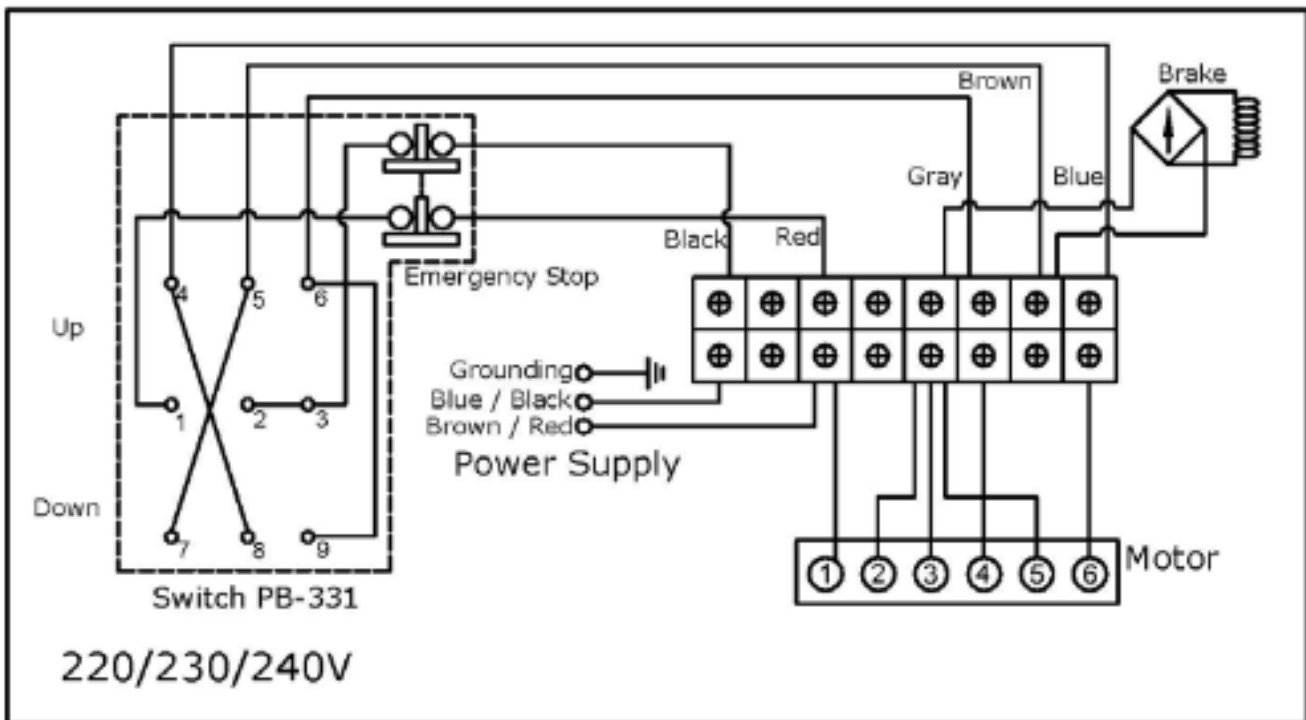 Brown
Brake
Gray
Blue
Black
Red
Emergency Stop
4
5
6
Up
1
2
3
Grounding
Blue / Black
Brown / Red
Power Supply
Down
7
8
9
Switch PB-331
1 2 3 4 5 6
Motor
220/230/240V